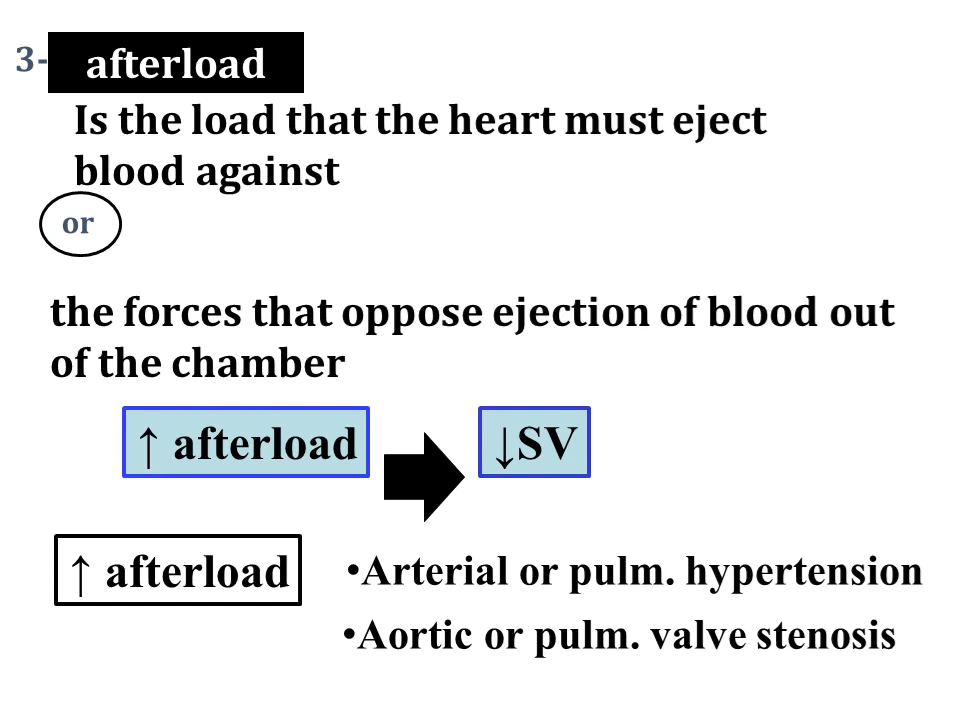 3- afterload
Is the load that the heart must eject
blood against
or
the forces that oppose ejection of blood out
of the chamber
↑ afterload ↓SV
↑ afterload •Arterial or pulm. hypertension
•Aortic or pulm. valve stenosis